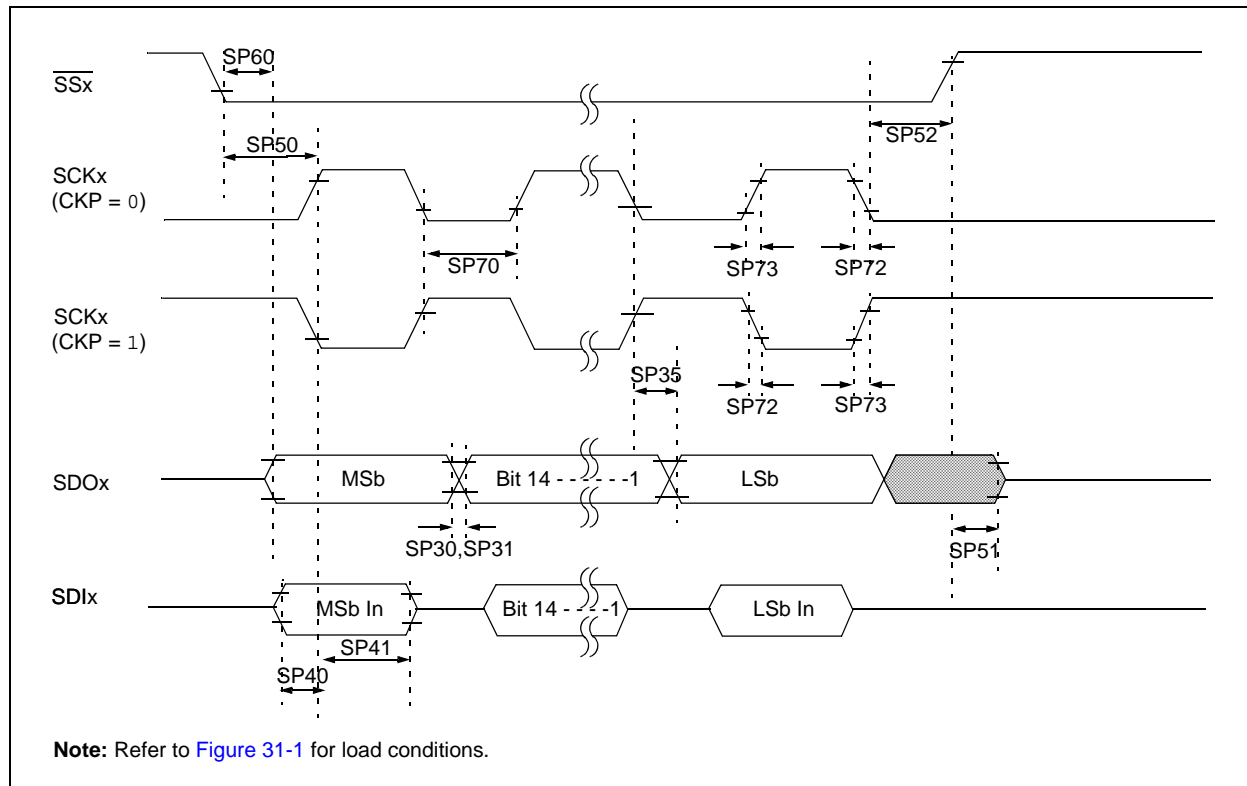 SP60
SSx
SP52
SP50
SCKx
(CKP = 0)
SP70
SP73
SP72
SCKx
(CKP = 1)
SP35
SP72
SP73
SDOx
MSb
Bit 14 - - - - - -1
LSb
SP30,SP31
SP51
SDIx
MSb In
Bit 14 - - - -1
LSb In
SP41
SP40
Note: Refer to Figure 31-1 for load conditions.